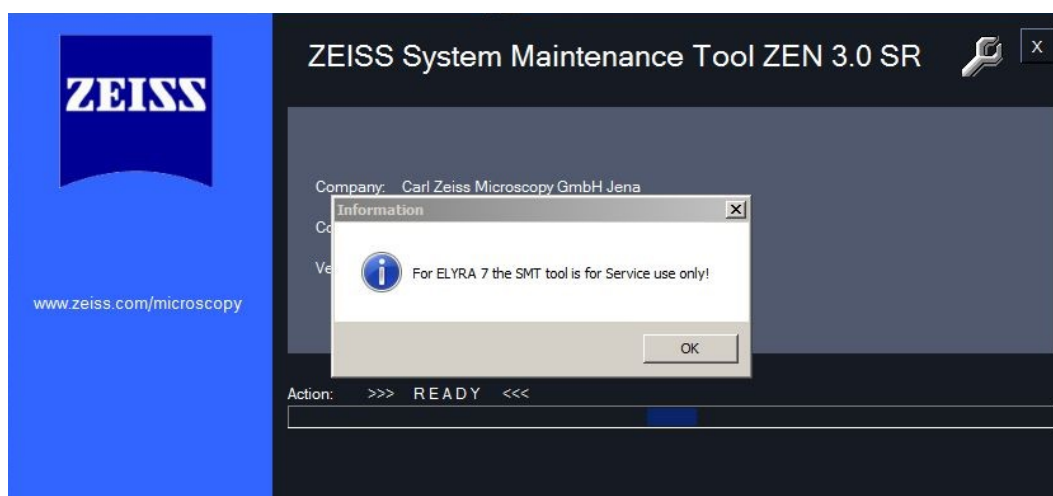 ZEISS System Maintenance Tool ZEN 3.0 SR
X
ZEISS
Company: Carl Zeiss Microscopy GmbH Jena
Information
For ELYRA 7 the SMT tool is for Service use only!
www.zeiss.com/microscopy
OK
Action: >>> READY <<<